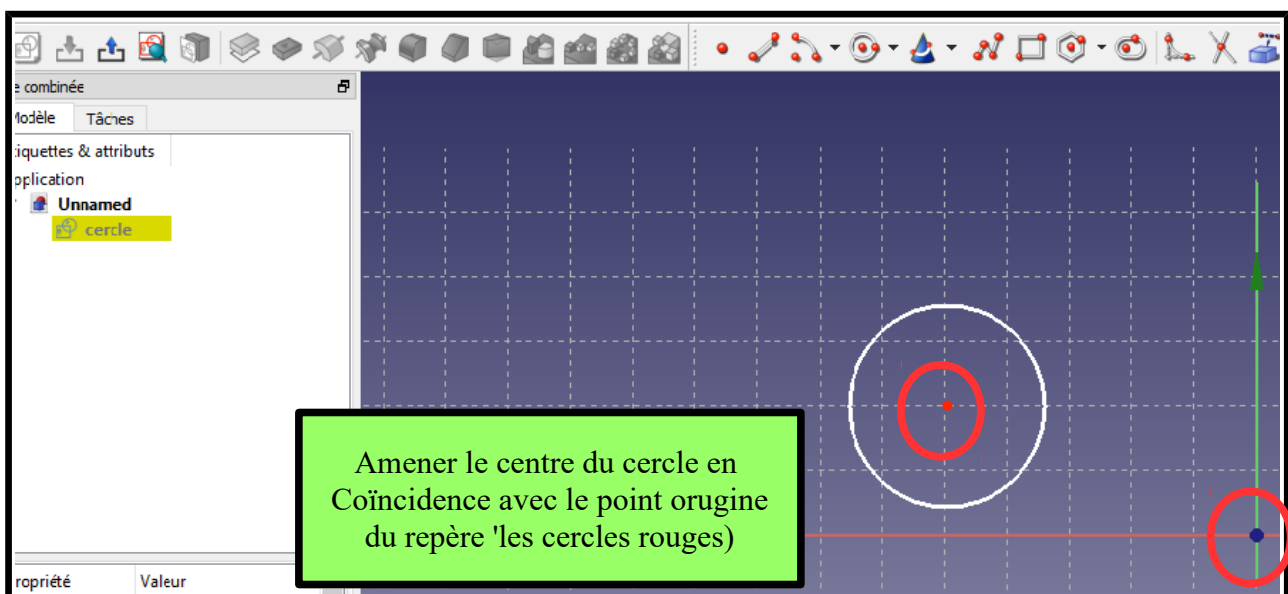 e combinée
Modèle Tâches
tiquettes & attributs
pplication
Unnamed
cercle
Amener le centre du cercle en
Coïncidence avec le point orugine
du repère 'les cercles rouges)
ropriété Valeur